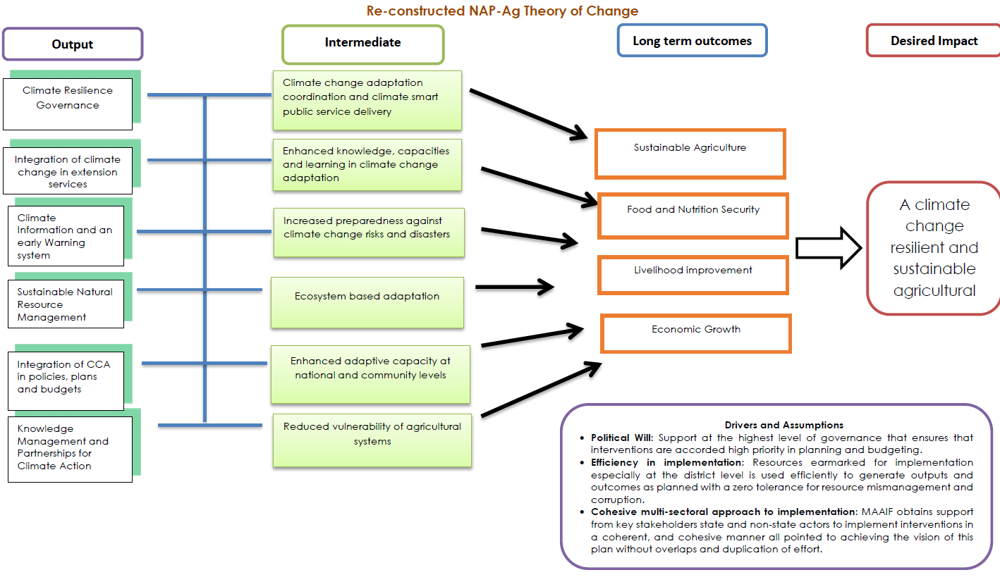 Re-constructed NAP-Ag Theory of Change
Output
Intermediate
Long term outcomes
Desired Impact
Climate Resilience
Governance
Integration of climate
change in extension
services
Climate
Information and an
early Warning
system
Sustainable Natural
Resource
Management
Integration of CCA
in policies, plans
and budgets
Knowledge
Management and
Partnerships for
Climate Action
Climate change adaptation
coordination and climate smart
public service delivery
Enhanced knowledge, capacities
and learning in climate change
adaptation
Increased preparedness against
climate change risks and disasters
Ecosystem based adaptation
Enhanced adaptive capacity at
national and community levels
Reduced vulnerability of agricultural
systems
Sustainable Agriculture
Food and Nutrition Security
Livelihood improvement
Economic Growth
A climate
change
resilient and
sustainable
agricultural
Drivers and Assumptions
• Political Will: Support at the highest level of governance that ensures that
interventions are accorded high priority in planning and budgeting.
• Efficiency in implementation: Resources earmarked for implementation
especially at the district level is used efficiently to generate outputs and
outcomes as planned with a zero tolerance for resource mismanagement and
corruption.
• Cohesive multi-sectoral approach to implementation: MAAIF obtains support
from key stakeholders state and non-state actors to implement interventions in
a coherent, and cohesive manner all pointed to achieving the vision of this
plan without overlaps and duplication of effort.